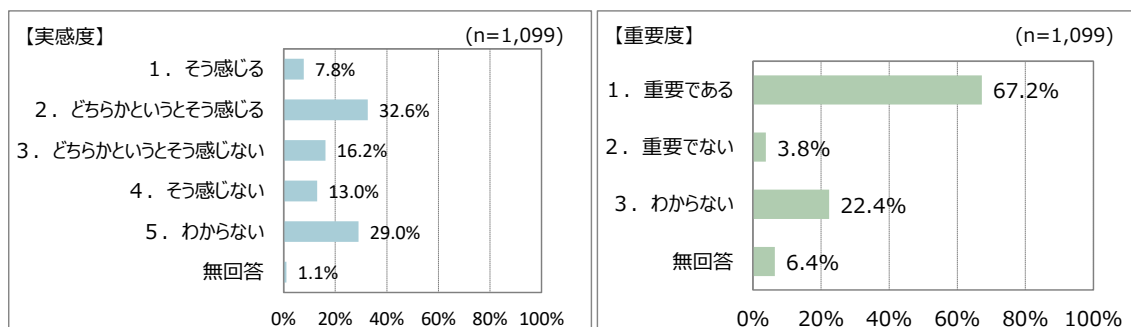 【実感度】 (n=1,099)
1．そう感じる 7.8%
2．どちらかというとそう感じる 32.6%
3．どちらかというとそう感じない 16.2%
4．そう感じない 13.0%
5．わからない 29.0%
無回答 1.1%
0% 20% 40% 60% 80% 100%
【重要度】 (n=1,099)
1．重要である 67.2%
2．重要でない 3.8%
3．わからない 22.4%
無回答 6.4%
0% 20% 40% 60% 80% 100%